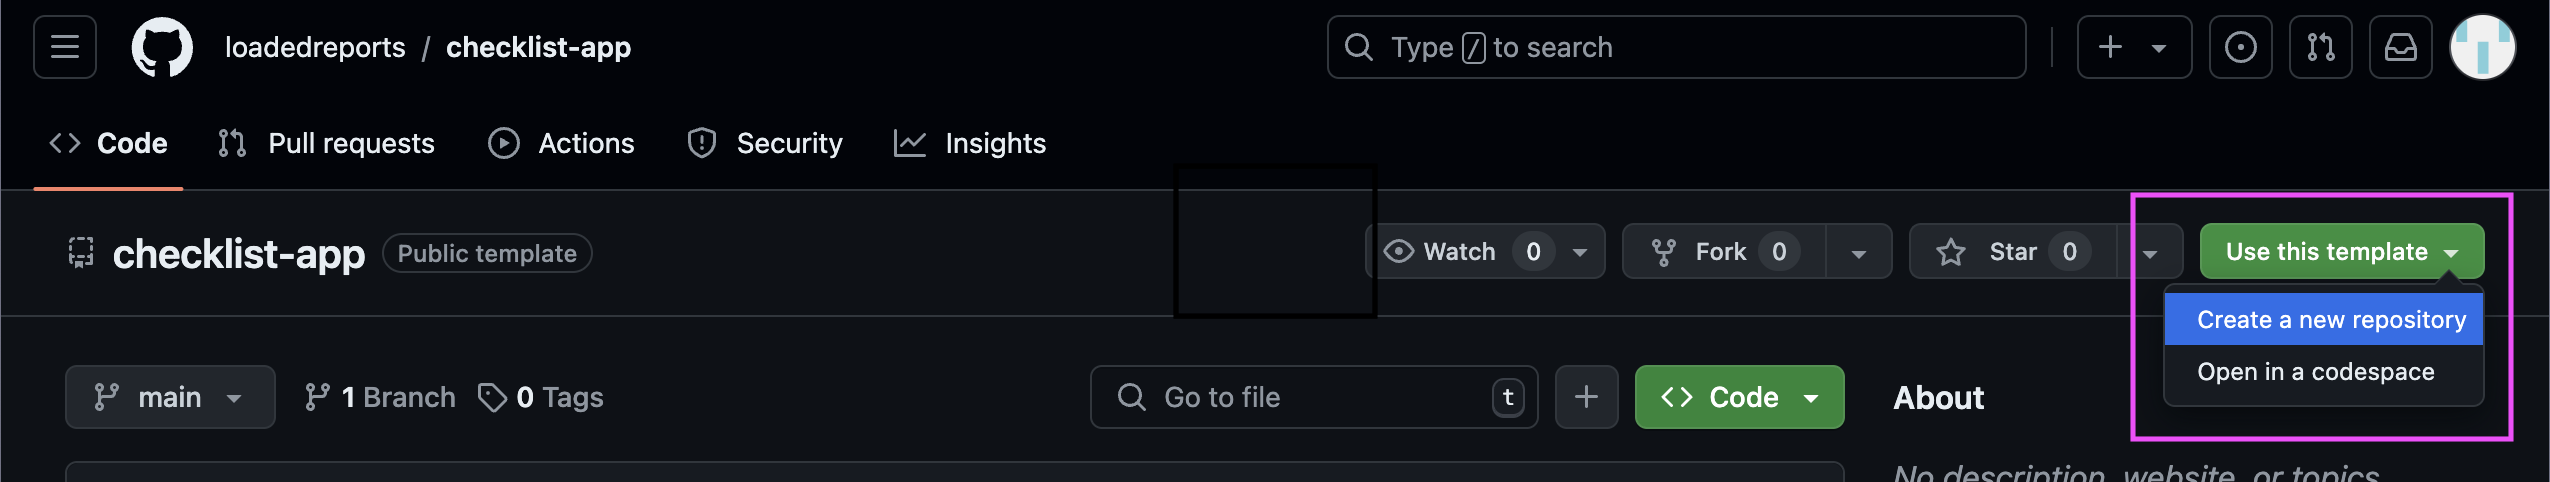 loadedreports / checklist-app
Type / to search
Code Pull requests Actions Security Insights
checklist-app Public template
Watch 0 Fork 0 Star 0 Use this template
Create a new repository
Open in a codespace
main 1 Branch 0 Tags
Go to file t Code
About
No description, website, or topics